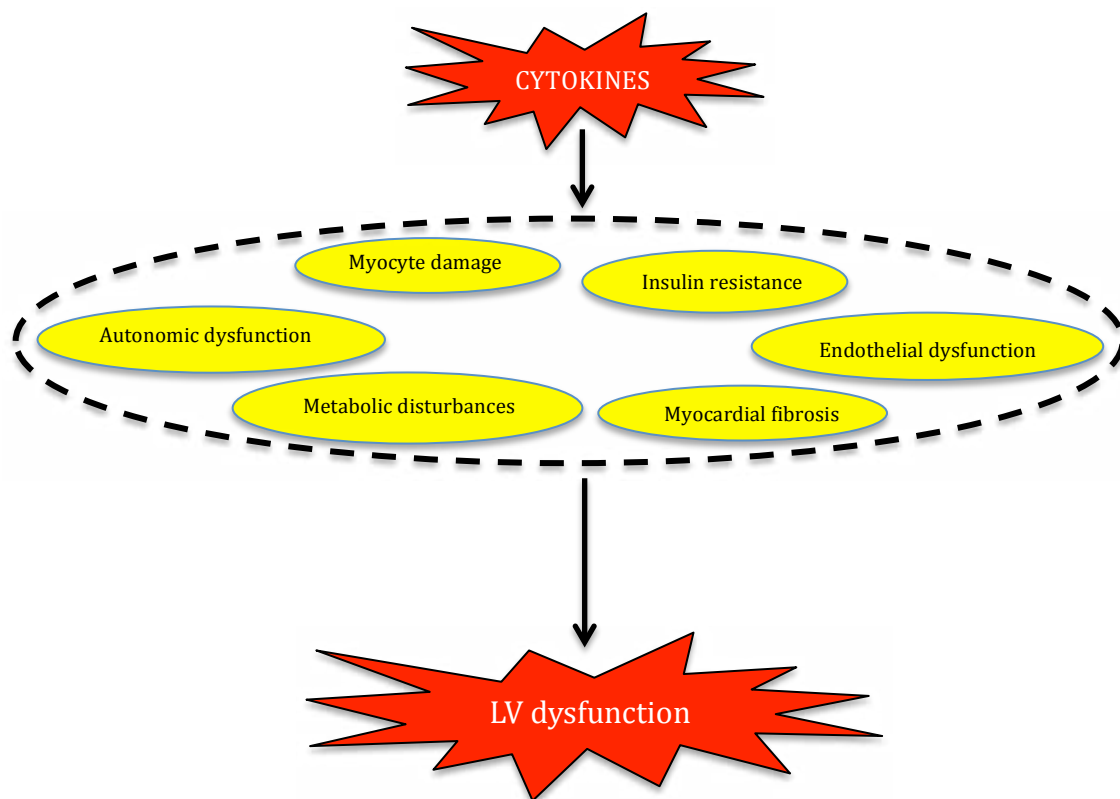 CYTOKINES
Myocyte damage
Insulin resistance
Autonomic dysfunction
Endothelial dysfunction
Metabolic disturbances
Myocardial fibrosis
LV dysfunction